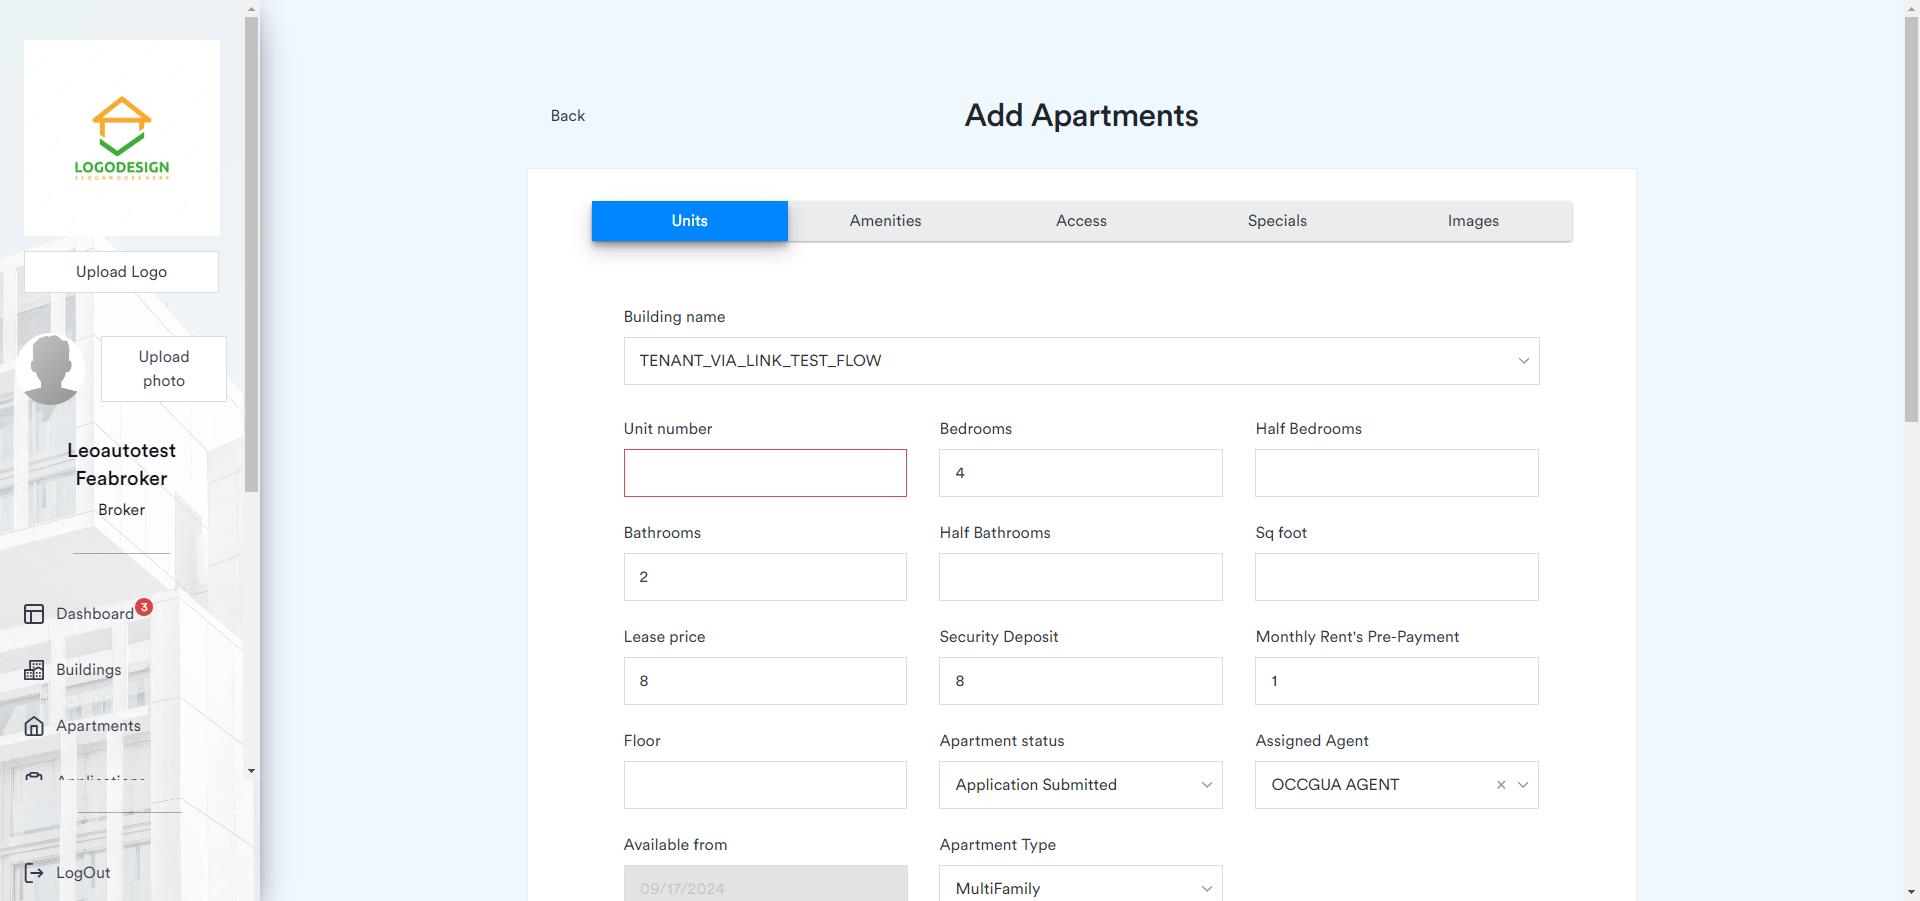 LOGODESIGN
SLOGANGOESHERE
Upload Logo
Upload
photo
Leoautotest
Feabroker
Broker
Dashboard 3
Buildings
Apartments
Applications
LogOut
Back
Add Apartments
Units
Amenities
Access
Specials
Images
Building name
TENANT_VIA_LINK_TEST_FLOW
Unit number
Bedrooms
Half Bedrooms
4
Bathrooms
Half Bathrooms
Sq foot
2
Lease price
Security Deposit
Monthly Rent's Pre-Payment
8
8
1
Floor
Apartment status
Assigned Agent
Application Submitted
OCCGUA AGENT
Available from
Apartment Type
09/17/2024
MultiFamily